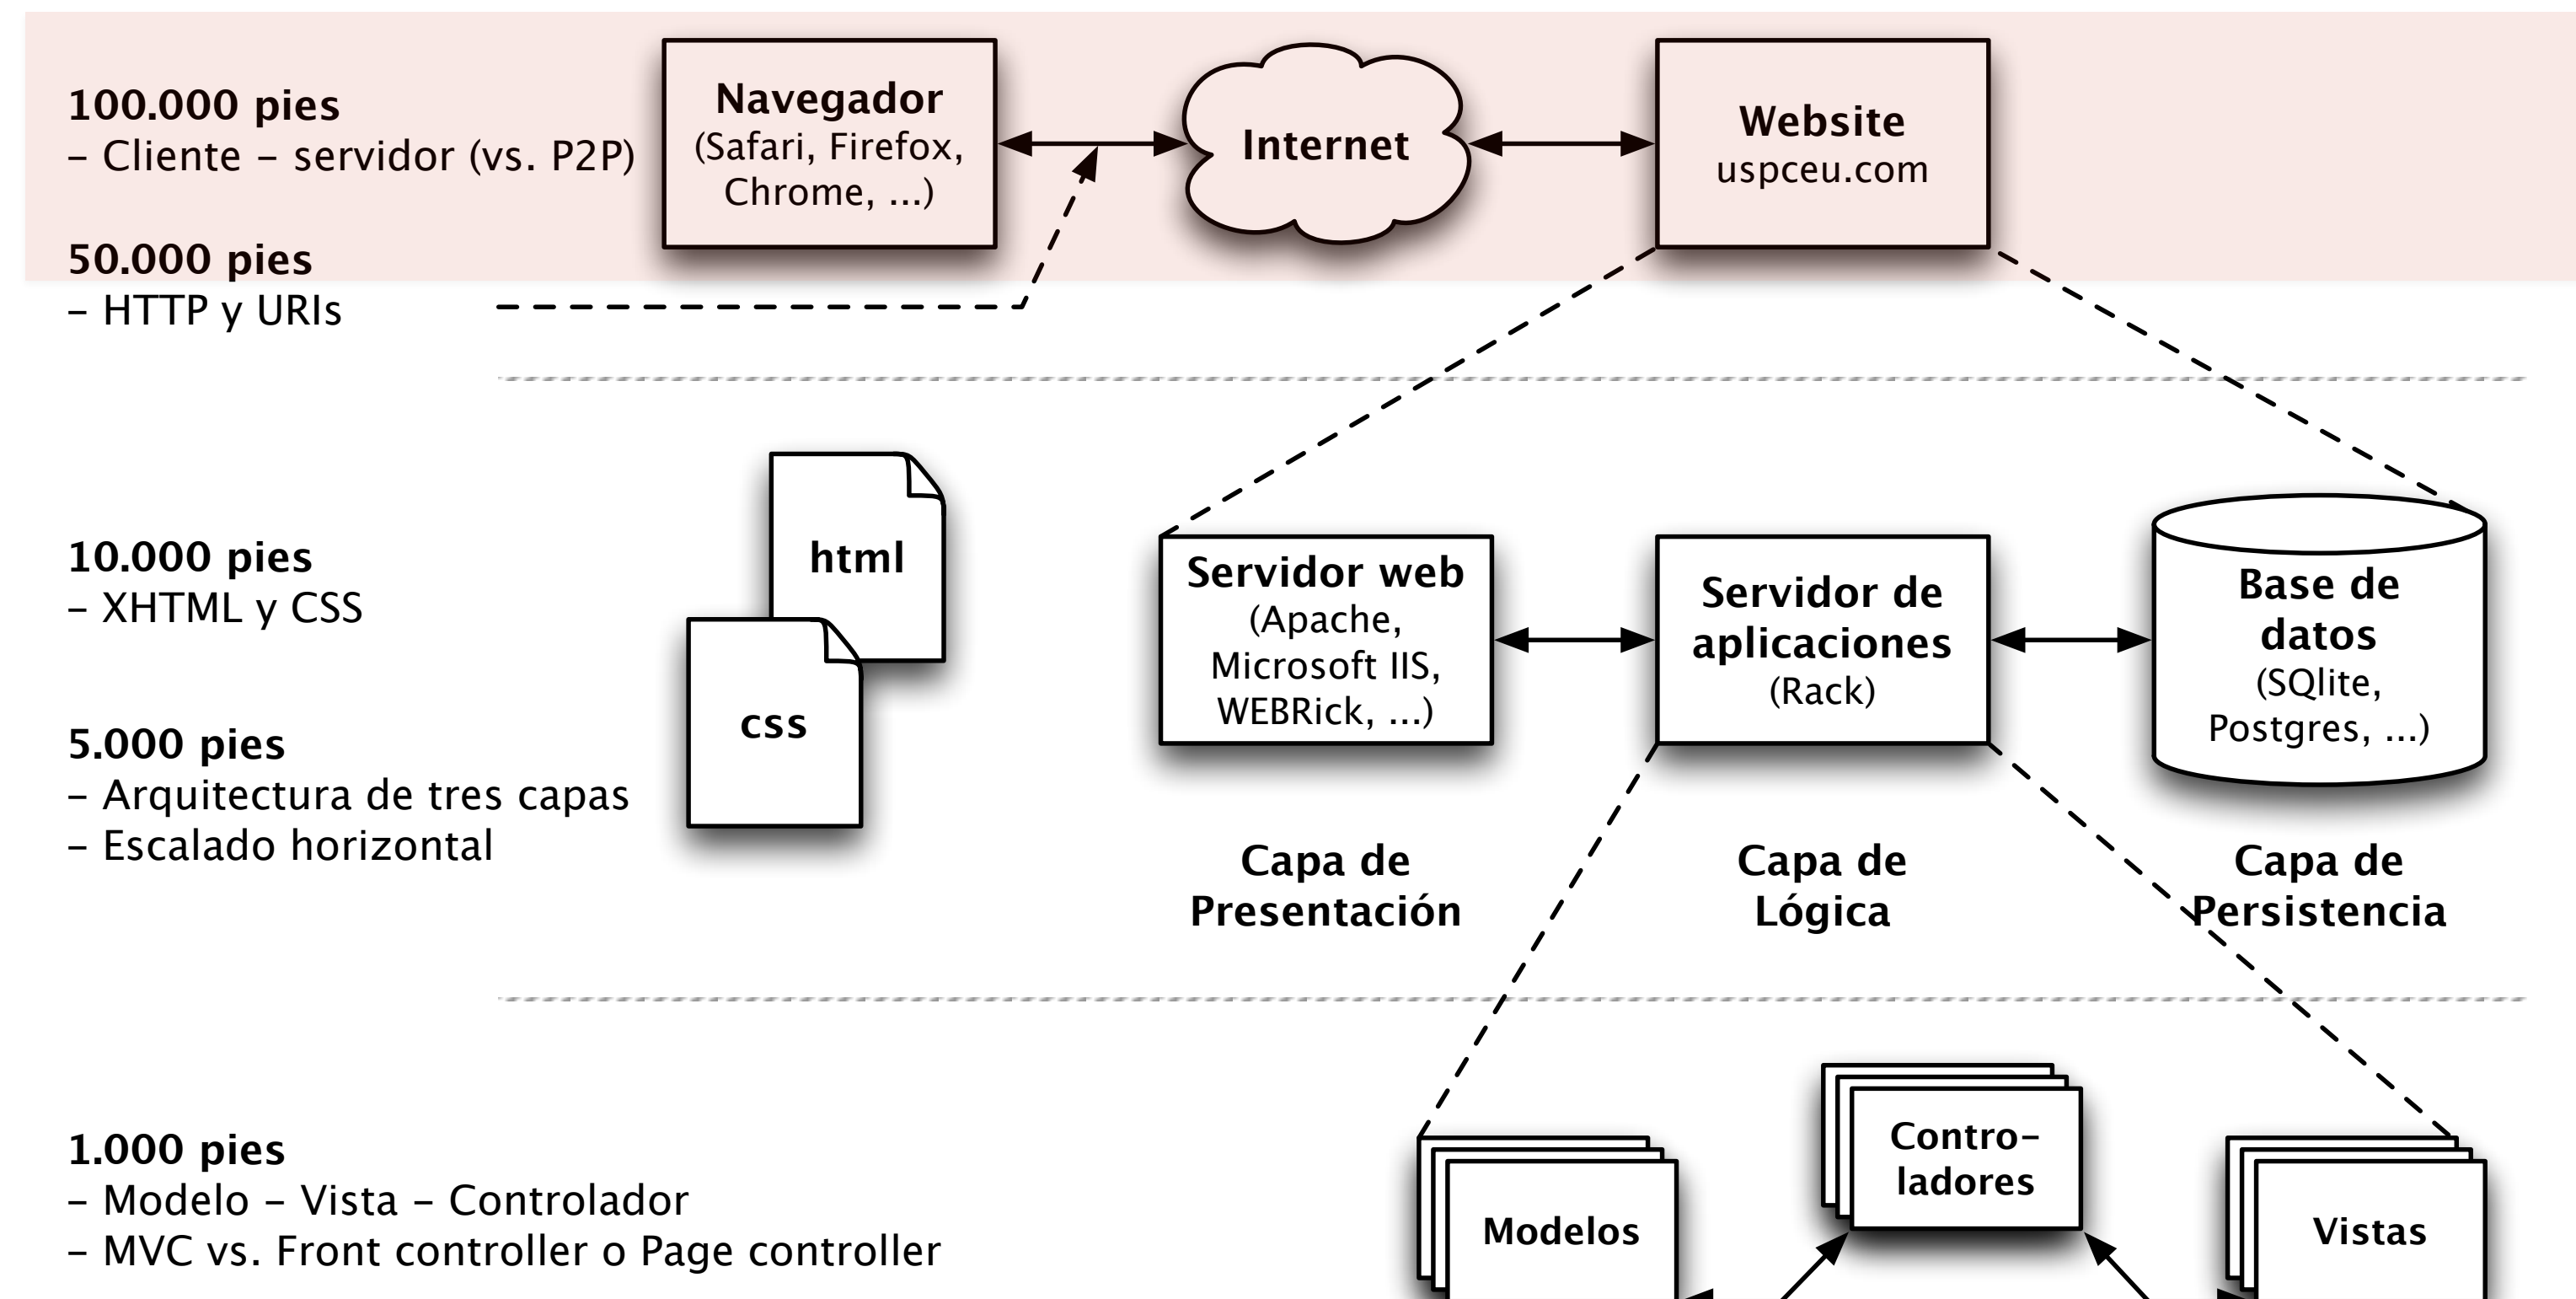 100.000 pies
– Cliente – servidor (vs. P2P)
50.000 pies
– HTTP y URIs
Navegador
(Safari, Firefox,
Chrome, ...)
Internet
Website
uspceu.com
10.000 pies
– XHTML y CSS
5.000 pies
– Arquitectura de tres capas
– Escalado horizontal
html
css
Servidor web
(Apache,
Microsoft IIS,
WEBRick, ...)
Servidor de
aplicaciones
(Rack)
Base de
datos
(SQlite,
Postgres, ...)
Capa de
Presentación
Capa de
Lógica
Capa de
Persistencia
1.000 pies
– Modelo – Vista – Controlador
– MVC vs. Front controller o Page controller
Modelos
Contro–
ladores
Vistas